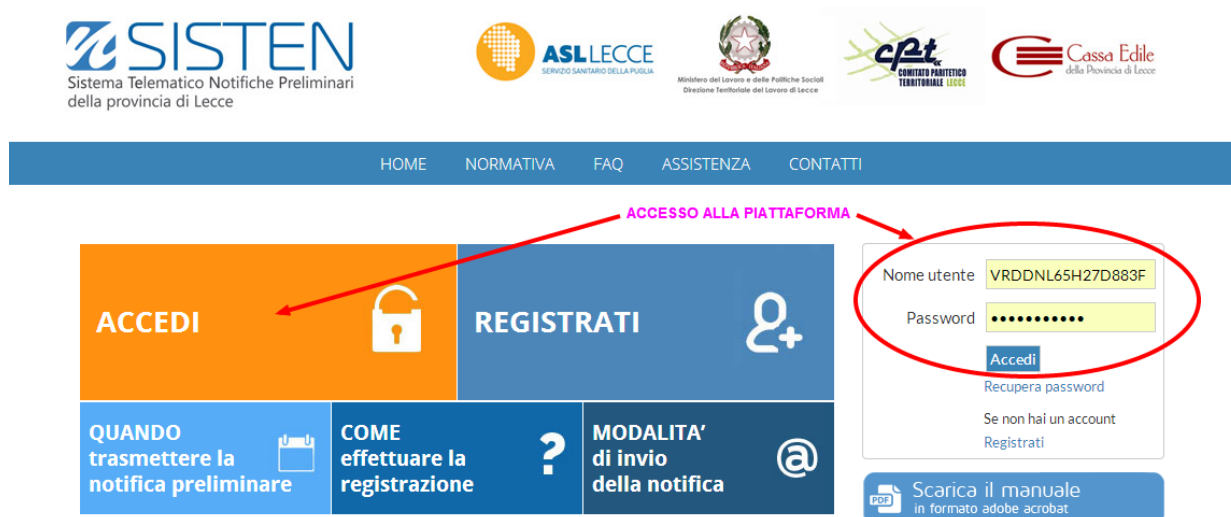 SISTEN
Sistema Telematico Notifiche Preliminari
della provincia di Lecce
ASLLECCE
SERVIZIO SANITARIO DELLA PUGLIA
Ministero del Lavoro e delle Politiche Sociali
Direzione Territoriale del Lavoro di Lecce
cpt
COMITATO PARITETICO
TERRITORIALE LECCE
Cassa Edile
della Provincia di Lecce
HOME NORMATIVA FAQ ASSISTENZA CONTATTI
ACCESSO ALLA PIATTAFORMA
ACCEDI
REGISTRATI
Nome utente VRDDNL65H27D883F
Password •••••••••••
Accedi
Recupera password
Se non hai un account
Registrati
QUANDO
trasmettere la
notifica preliminare
COME
effettuare la
registrazione
?
MODALITA’
di invio
della notifica
@
PDF
Scarica il manuale
in formato adobe acrobat